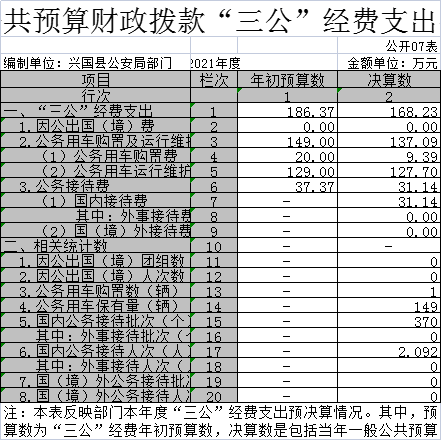 共预算财政拨款“三公”经费支出
公开07表
编制单位：兴国县公安局部门 2021年度 金额单位：万元
项目 栏次 年初预算数 决算数
行次 1 2
一、“三公”经费支出 1 186.37 168.23
1.因公出国（境）费 2 0.00 0.00
2.公务用车购置及运行维护 3 149.00 137.09
（1）公务用车购置费 4 20.00 9.39
（2）公务用车运行维护 5 129.00 127.70
3.公务接待费 6 37.37 31.14
（1）国内接待费 7 - 31.14
其中：外事接待费 8 - 0.00
（2）国（境）外接待费 9 - 0.00
二、相关统计数 10 - -
1.因公出国（境）团组数 11 - 0
2.因公出国（境）人次数 12 - 0
3.公务用车购置数（辆） 13 - 1
4.公务用车保有量（辆） 14 - 149
5.国内公务接待批次（个 15 - 370
其中：外事接待批次（ 16 - 0
6.国内公务接待人次（人 17 - 2,092
其中：外事接待人次（ 18 - 0
7.国（境）外公务接待批 19 - 0
8.国（境）外公务接待人 20 - 0
注：本表反映部门本年度“三公”经费支出预决算情况。其中，预
算数为“三公”经费年初预算数，决算数是包括当年一般公共预算